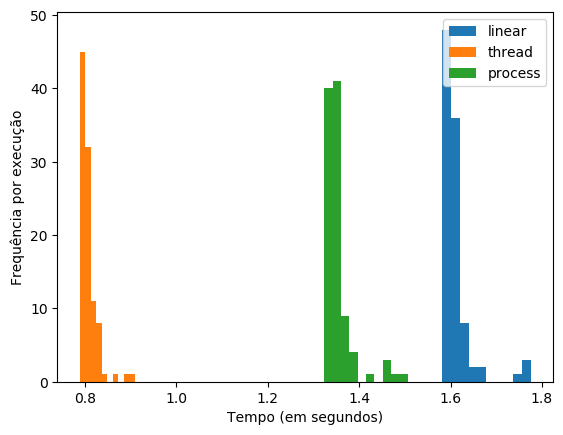 50
40
30
20
10
0
Frequência por execução
0.8 1.0 1.2 1.4 1.6 1.8
Tempo (em segundos)
linear
thread
process